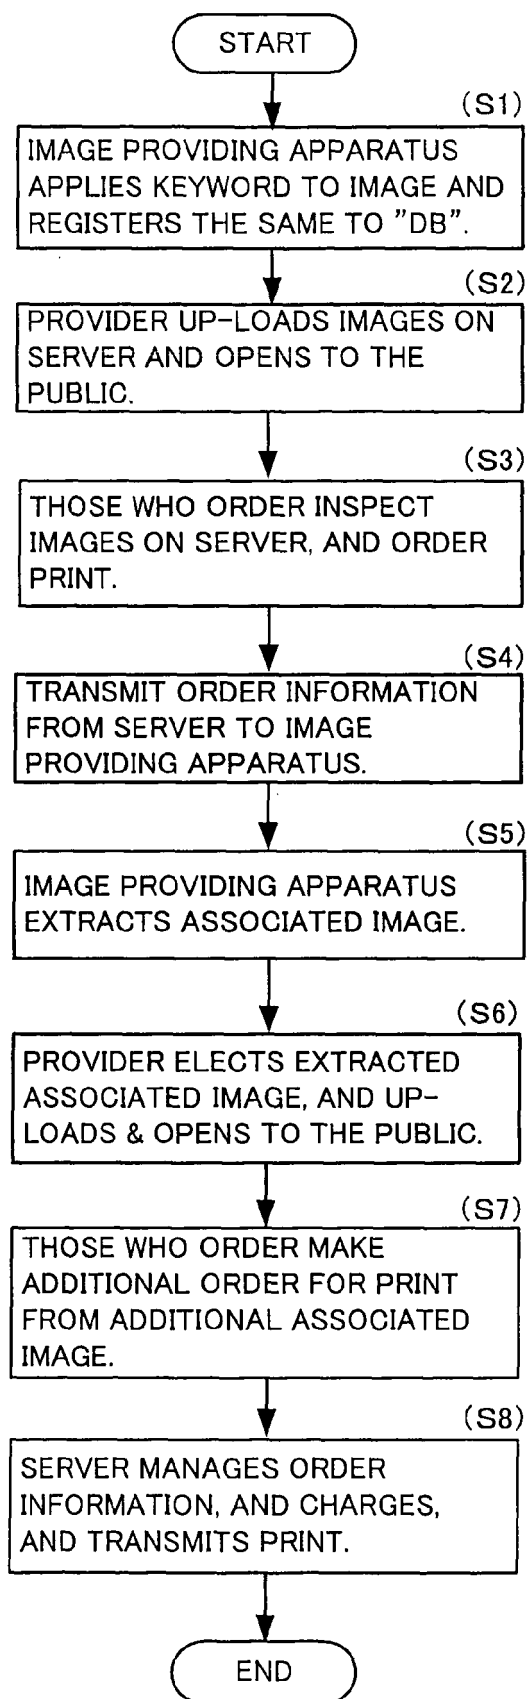 START
(S1)
IMAGE PROVIDING APPARATUS
APPLIES KEYWORD TO IMAGE AND
REGISTERS THE SAME TO "DB".
(S2)
PROVIDER UP-LOADS IMAGES ON
SERVER AND OPENS TO THE
PUBLIC.
(S3)
THOSE WHO ORDER INSPECT
IMAGES ON SERVER, AND ORDER
PRINT.
(S4)
TRANSMIT ORDER INFORMATION
FROM SERVER TO IMAGE
PROVIDING APPARATUS.
(S5)
IMAGE PROVIDING APPARATUS
EXTRACTS ASSOCIATED IMAGE.
(S6)
PROVIDER ELECTS EXTRACTED
ASSOCIATED IMAGE, AND UP-
LOADS & OPENS TO THE PUBLIC.
(S7)
THOSE WHO ORDER MAKE
ADDITIONAL ORDER FOR PRINT
FROM ADDITIONAL ASSOCIATED
IMAGE.
(S8)
SERVER MANAGES ORDER
INFORMATION, AND CHARGES,
AND TRANSMITS PRINT.
END